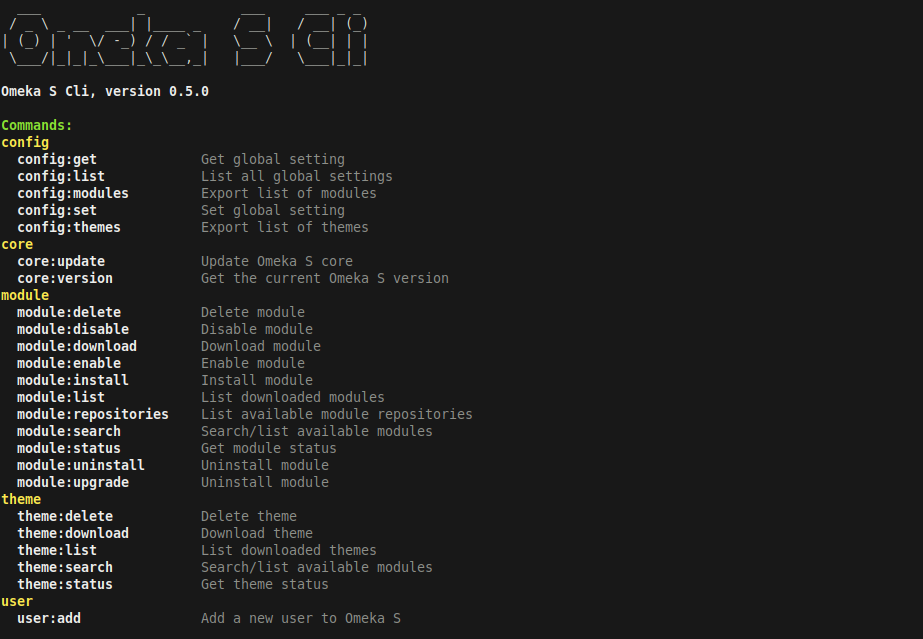 Omeka S Cli
Omeka S Cli, version 0.5.0
Commands:
config
config:get Get global setting
config:list List all global settings
config:modules Export list of modules
config:set Set global setting
config:themes Export list of themes
core
core:update Update Omeka S core
core:version Get the current Omeka S version
module
module:delete Delete module
module:disable Disable module
module:download Download module
module:enable Enable module
module:install Install module
module:list List downloaded modules
module:repositories List available module repositories
module:search Search/list available modules
module:status Get module status
module:uninstall Uninstall module
module:upgrade Uninstall module
theme
theme:delete Delete theme
theme:download Download theme
theme:list List downloaded themes
theme:search Search/list available modules
theme:status Get theme status
user
user:add Add a new user to Omeka S